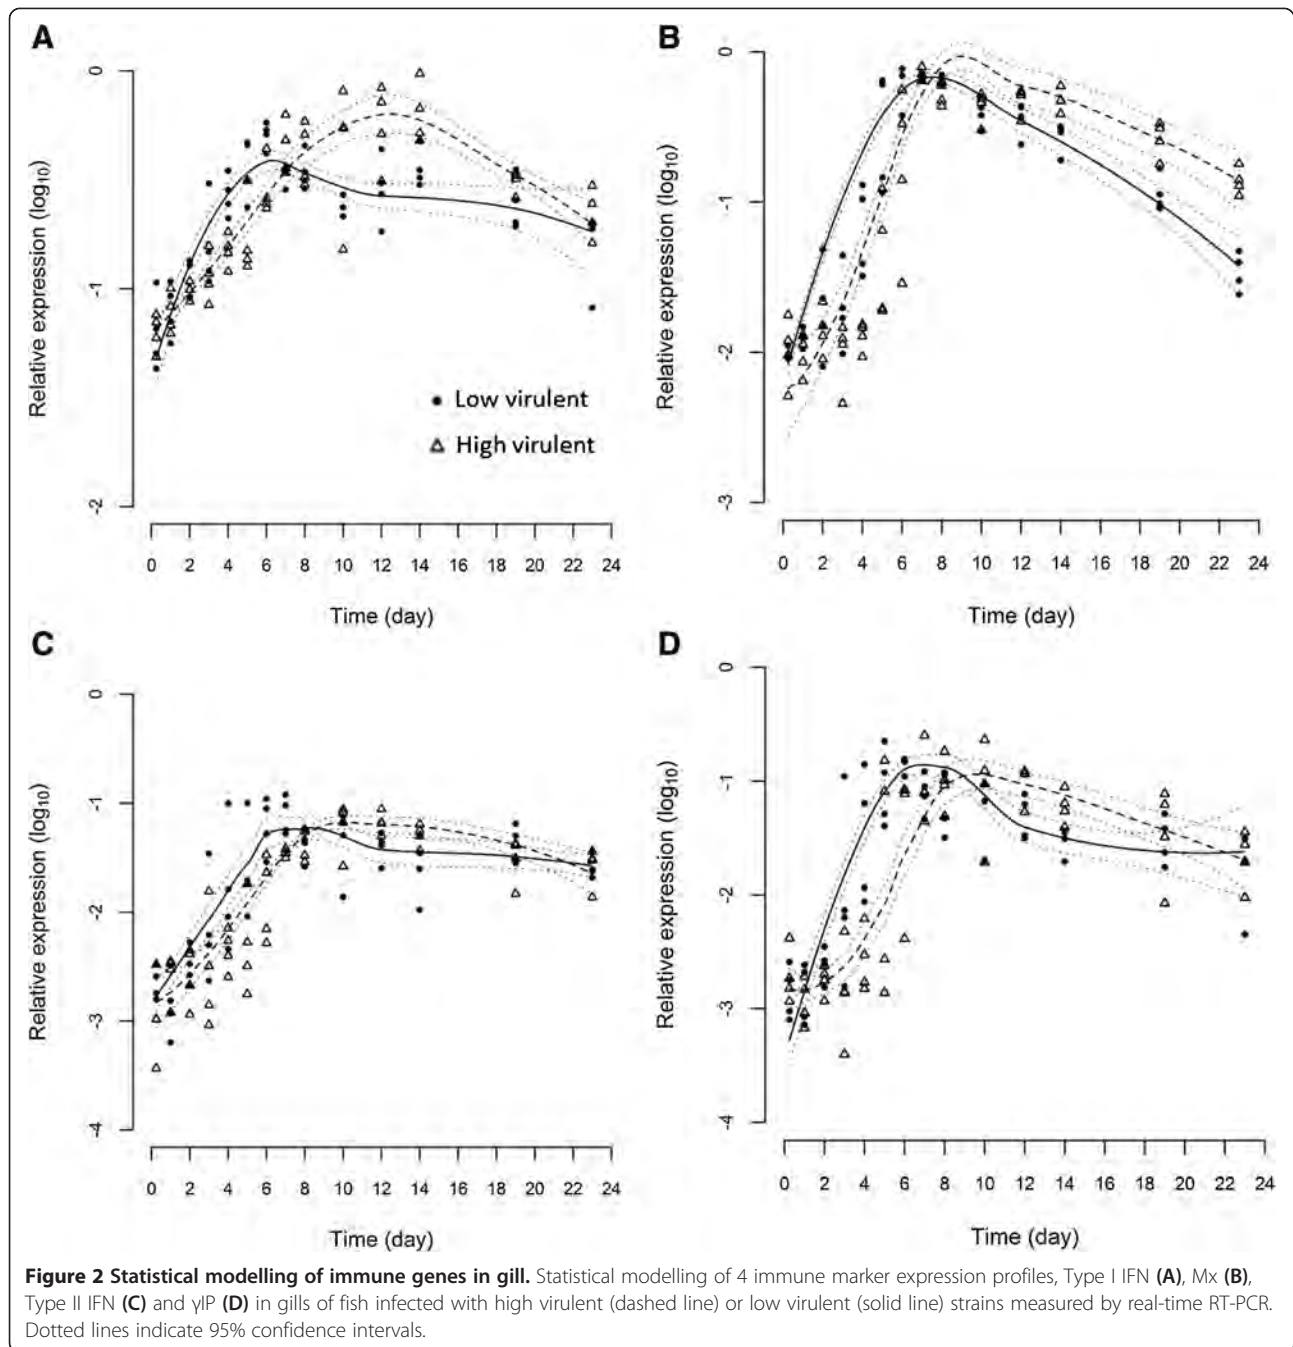 A
Relative expression (log10)
0
-1
-2
Low virulent
High virulent
0 2 4 6 8 10 12 14 16 18 20 22 24
Time (day)
B
Relative expression (log10)
0
-1
-2
-3
0 2 4 6 8 10 12 14 16 18 20 22 24
Time (day)
C
Relative expression (log10)
0
-1
-2
-3
-4
0 2 4 6 8 10 12 14 16 18 20 22 24
Time (day)
D
Relative expression (log10)
0
-1
-2
-3
-4
0 2 4 6 8 10 12 14 16 18 20 22 24
Time (day)
Figure 2 Statistical modelling of immune genes in gill. Statistical modelling of 4 immune marker expression profiles, Type I IFN (A), Mx (B),
Type II IFN (C) and γIP (D) in gills of fish infected with high virulent (dashed line) or low virulent (solid line) strains measured by real-time RT-PCR.
Dotted lines indicate 95% confidence intervals.